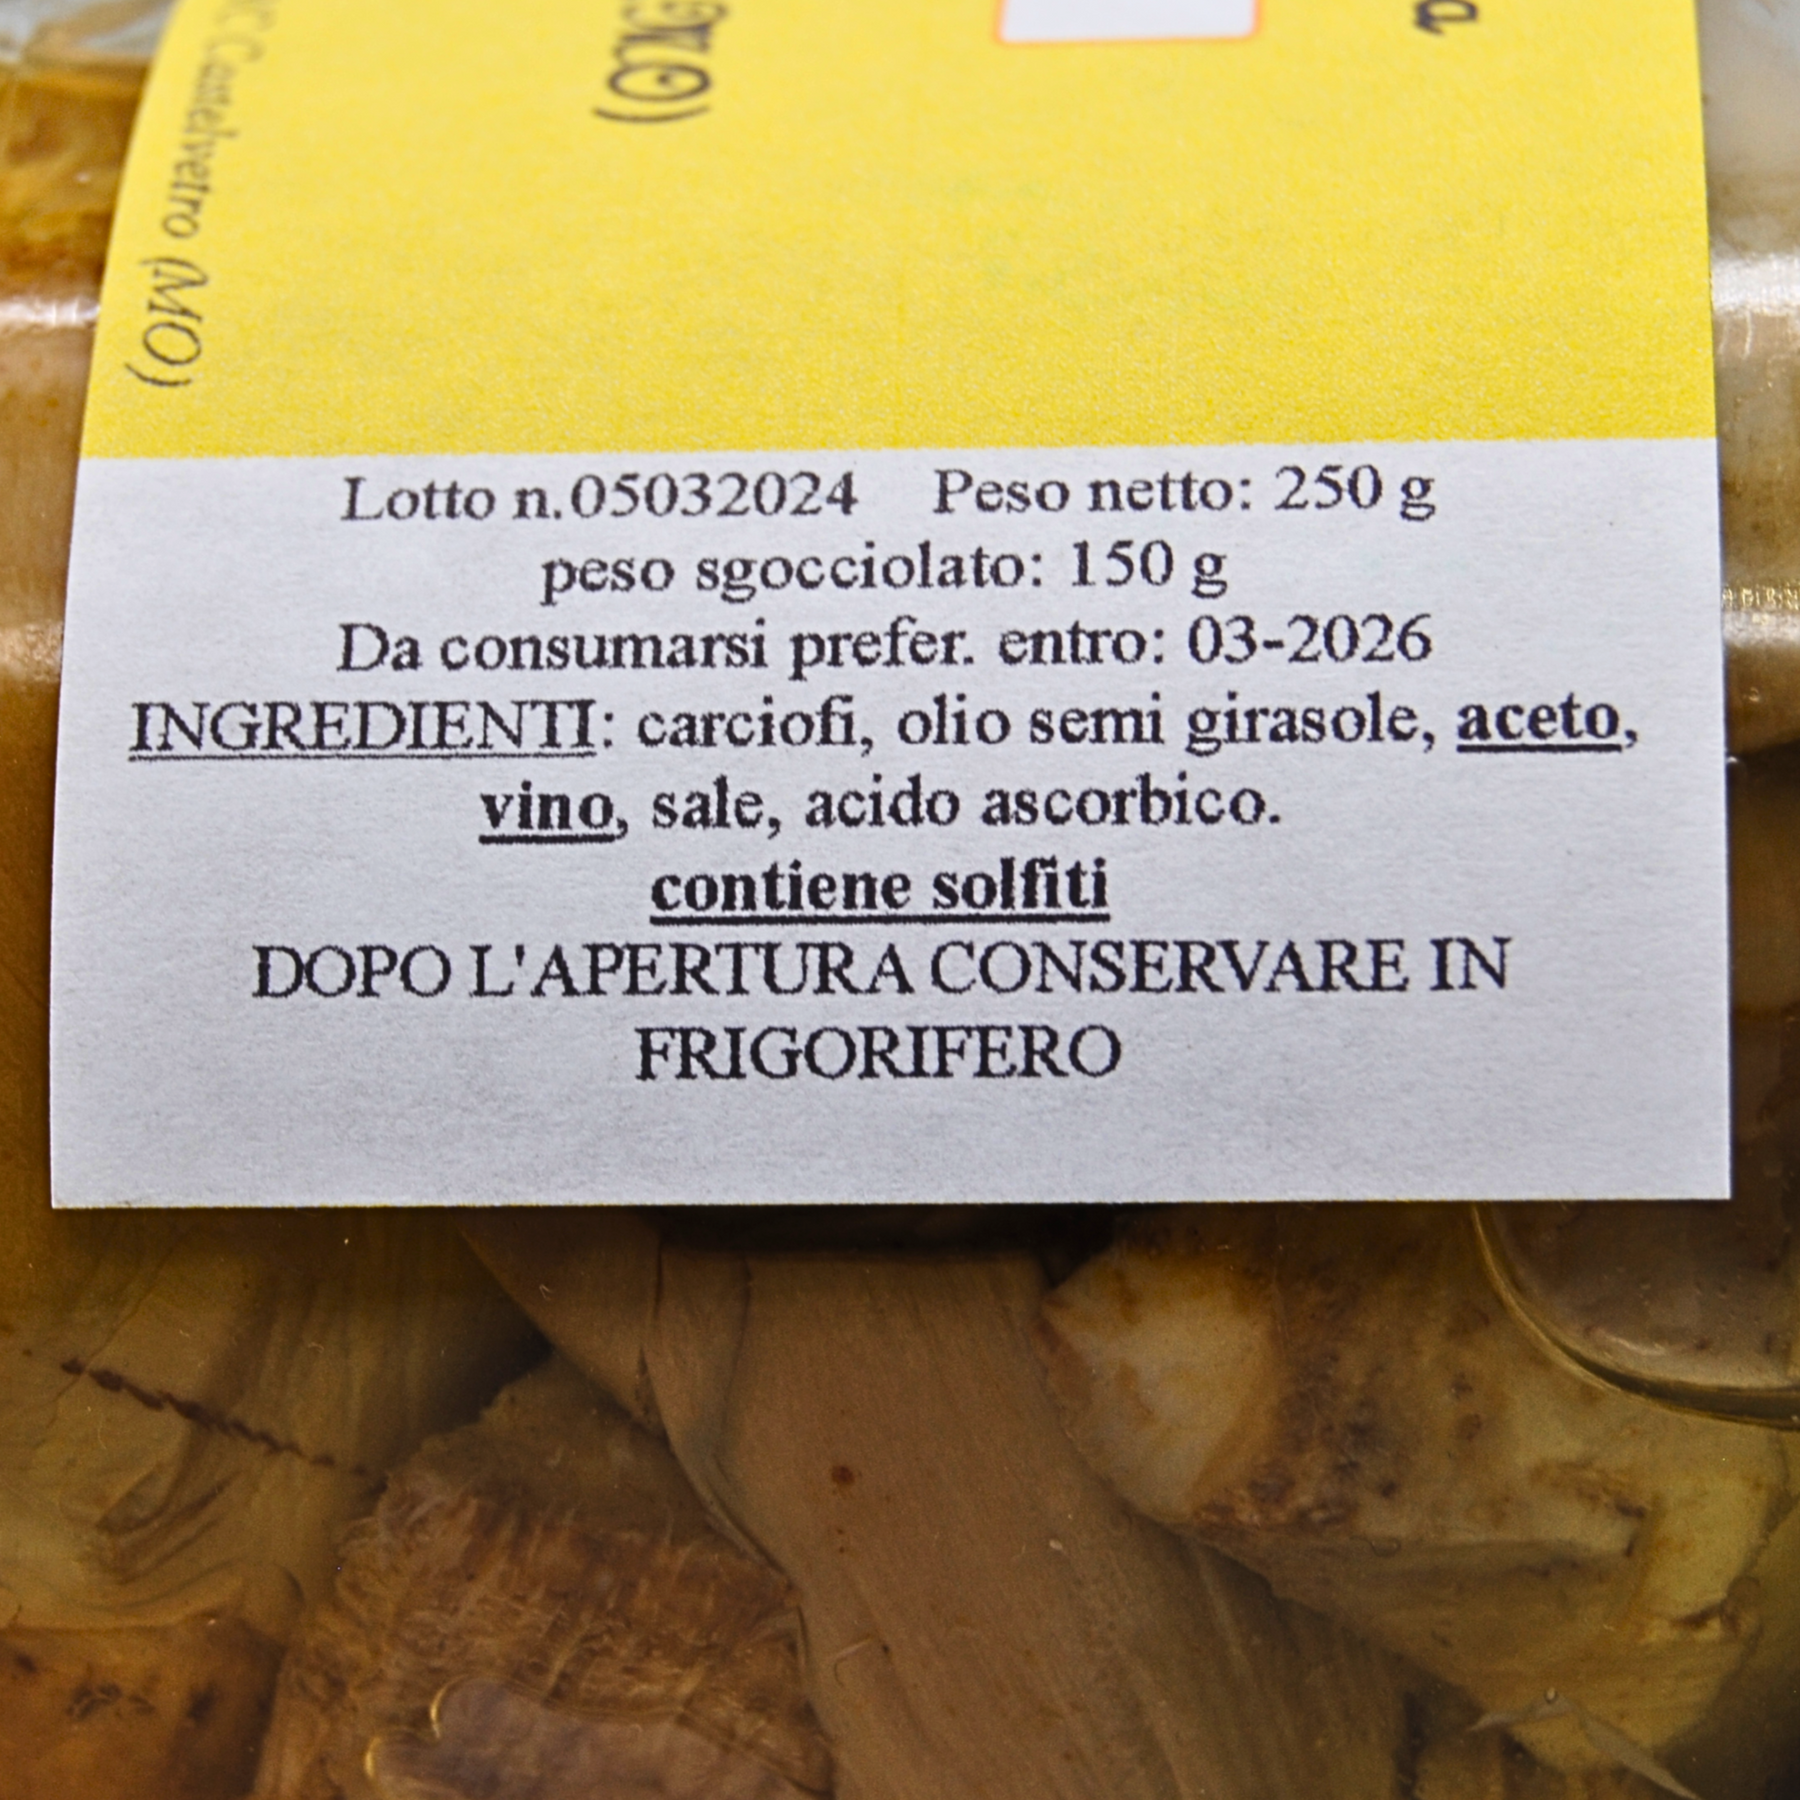 Castelvetro (MO)
Lotto n.05032024 Peso netto: 250 g
peso sgocciolato: 150 g
Da consumarsi prefer. entro: 03-2026
INGREDIENTI: carciofi, olio semi girasole, aceto,
vino, sale, acido ascorbico.
contiene solfiti
DOPO L'APERTURA CONSERVARE IN
FRIGORIFERO